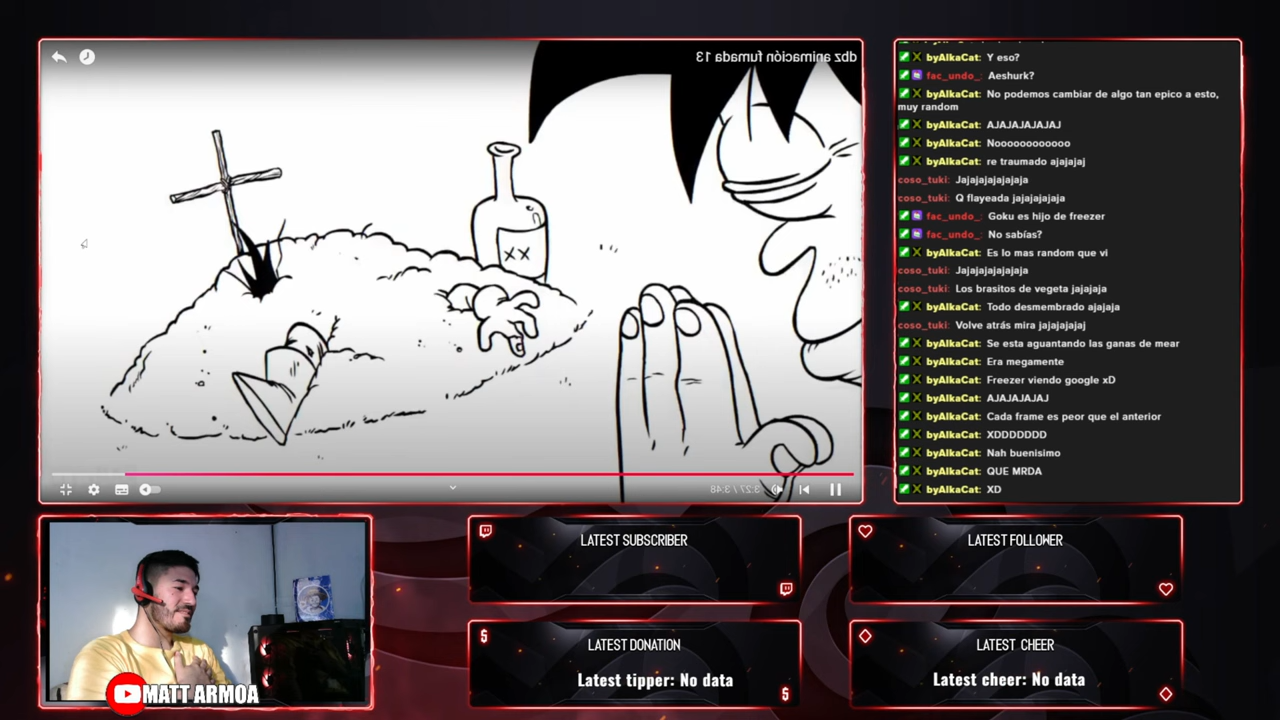 dbz animación fumada 13
XX
3:27 / 3:48
byAlkaCat: Y eso?
fac_undo_: Aeshurk?
byAlkaCat: No podemos cambiar de algo tan epico a esto,
muy random
byAlkaCat: AJAJAJAJAJAJ
byAlkaCat: Noooooooooooo
byAlkaCat: re traumado ajajajaj
coso_tuki: Jajajajajajaja
coso_tuki: Q flayeada jajajajaja
fac_undo_: Goku es hijo de freezer
fac_undo_: No sabías?
byAlkaCat: Es lo mas random que vi
coso_tuki: Jajajajajajaja
coso_tuki: Los brasitos de vegeta jajajaja
byAlkaCat: Todo desmembrado ajajaja
coso_tuki: Volve atrás mira jajajajajaj
byAlkaCat: Se esta aguantando las ganas de mear
byAlkaCat: Era megamente
byAlkaCat: Freezer viendo google xD
byAlkaCat: AJAJAJAJAJ
byAlkaCat: Cada frame es peor que el anterior
byAlkaCat: XDDDDDDD
byAlkaCat: Nah buenisimo
byAlkaCat: QUE MRDA
byAlkaCat: XD
MATT ARMOA
LATEST SUBSCRIBER
LATEST FOLLOWER
LATEST DONATION
Latest tipper: No data
LATEST CHEER
Latest cheer: No data